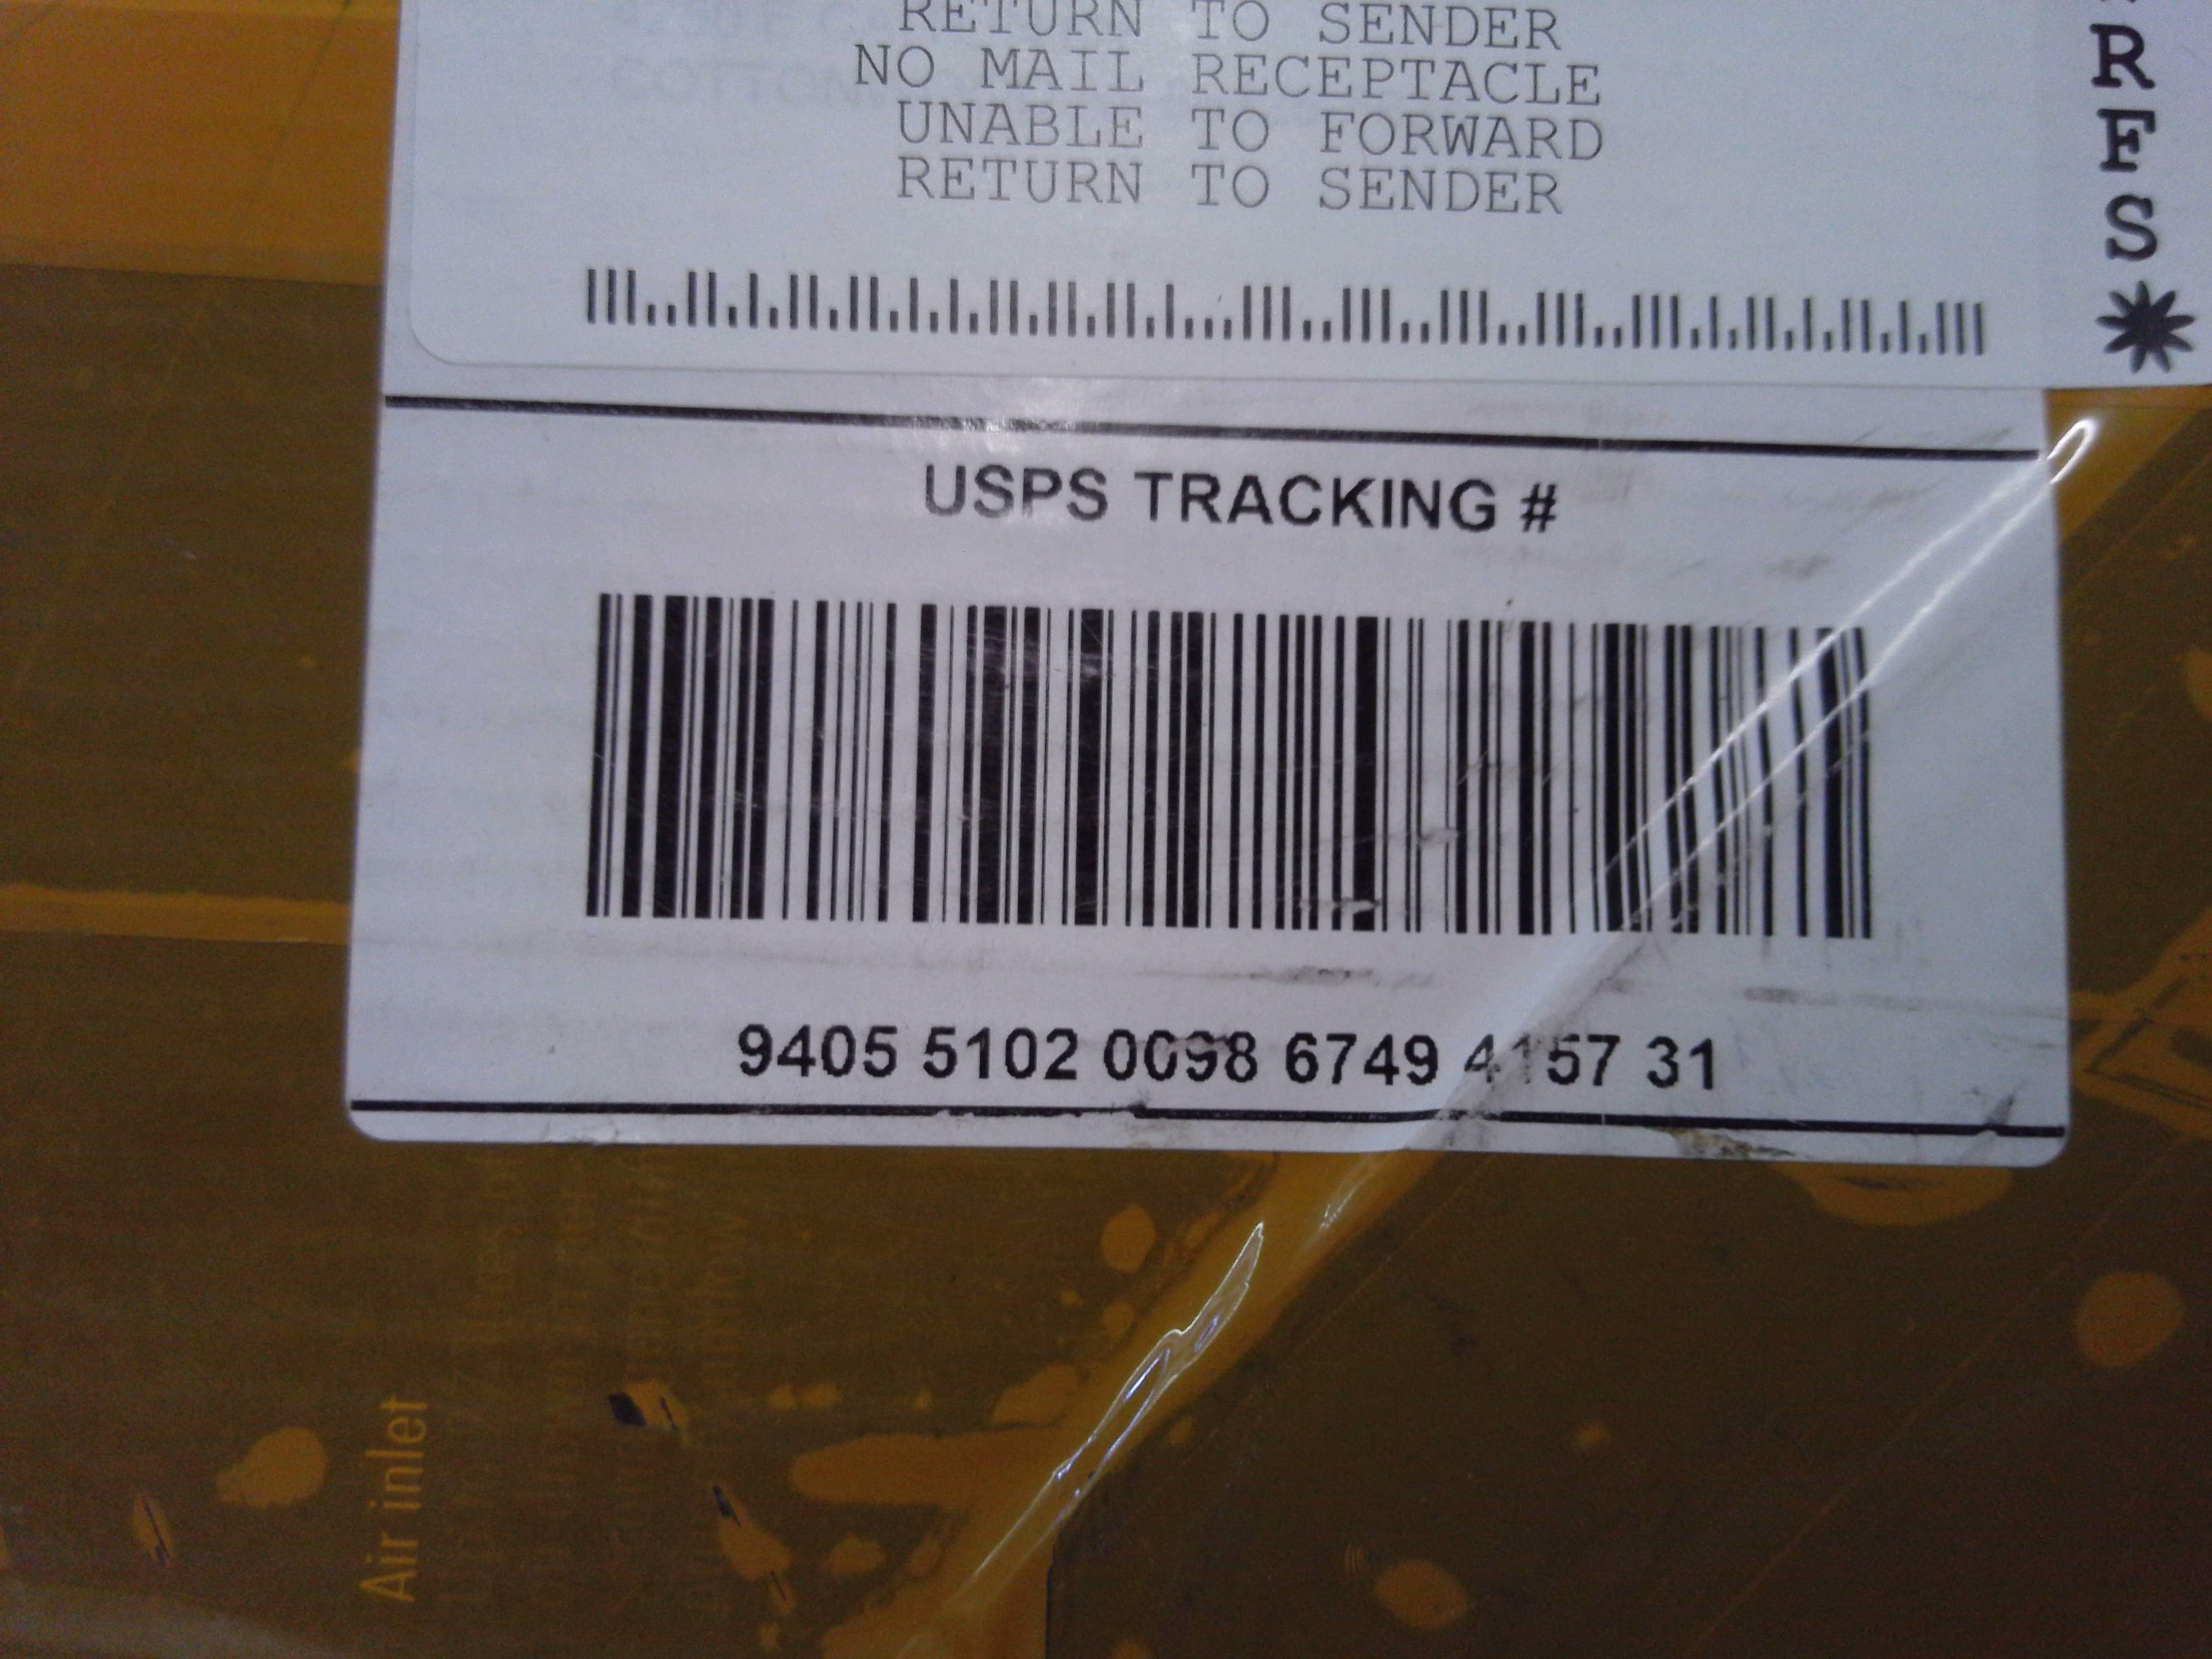 RETURN TO SENDER
NO MAIL RECEPTACLE
UNABLE TO FORWARD
RETURN TO SENDER
R
F
S
*
USPS TRACKING #
9405 5102 0098 6749 4157 31
Air inlet